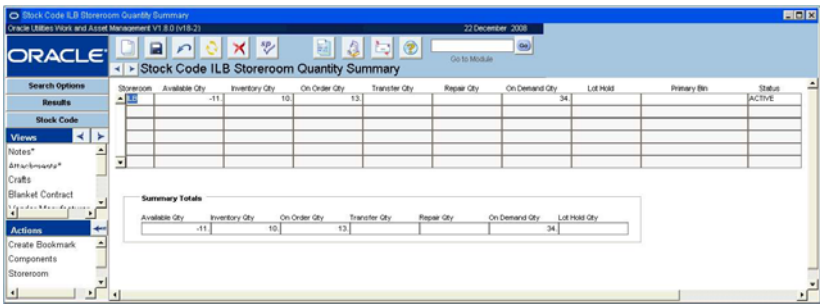 Stock Code ILB Storeroom Quantity Summary
Oracle Utilities Work and Asset Management V1.8.0 (v18-2)
22 December 2008
ORACLE
Go
Go to Module
Stock Code ILB Storeroom Quantity Summary
Search Options
Results
Stock Code
Views
Notes*
Attachments*
Crafts
Blanket Contract
Actions
Create Bookmark
Components
Storeroom
Storeroom Available Qty Inventory Qty On Order Qty Transfer Qty Repair Qty On Demand Qty Lot Hold Primary Bin Status
ILB -11. 10. 13. 34. ACTIVE
Summary Totals
Available Qty Inventory Qty On Order Qty Transfer Qty Repair Qty On Demand Qty Lot Hold Qty
-11. 10. 13. 34.